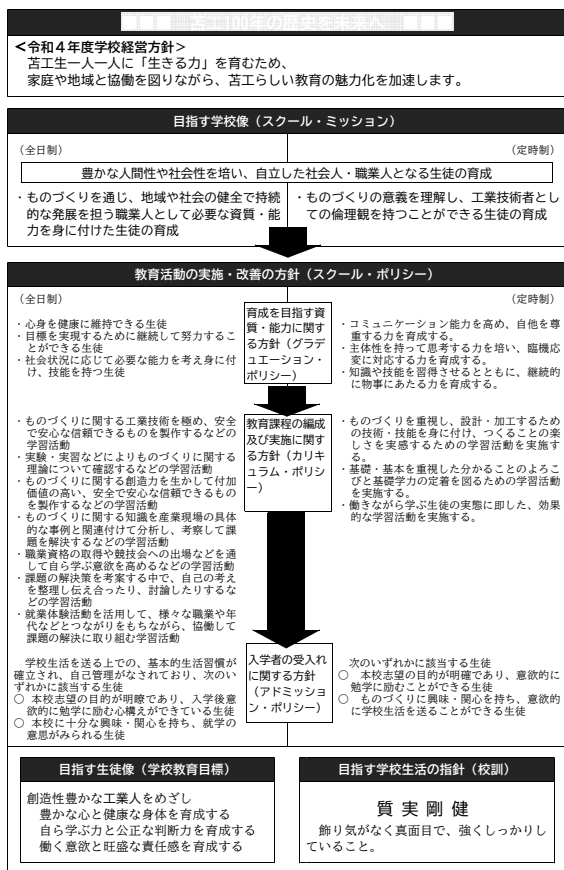 ■■■ 苫工100年の歴史を未来へ ■■■
＜令和４年度学校経営方針＞
苫工生一人一人に「生きる力」を育むため、
家庭や地域と協働を図りながら、苫工らしい教育の魅力化を加速します。
目指す学校像（スクール・ミッション）
（全日制）
（定時制）
豊かな人間性や社会性を培い、自立した社会人・職業人となる生徒の育成
・ものづくりを通じ、地域や社会の健全で持続
的な発展を担う職業人として必要な資質・能
力を身に付けた生徒の育成
・ものづくりの意義を理解し、工業技術者とし
ての倫理観を持つことができる生徒の育成
教育活動の実施・改善の方針（スクール・ポリシー）
（全日制）
（定時制）
・心身を健康に維持できる生徒
・目標を実現するために継続して努力するこ
とができる生徒
・社会状況に応じて必要な能力を考え身に付
け、技能を持つ生徒
育成を目指す資
質・能力に関す
る方針（グラデ
ュエーション・
ポリシー）
・コミュニケーション能力を高め、自他を尊
重する力を育成する。
・主体性を持って思考する力を培い、臨機応
変に対応する力を育成する。
・知識や技能を習得させるとともに、継続的
に物事にあたる力を育成する。
・ものづくりに関する工業技術を極め、安全
で安心な信頼できるものを製作するなどの
学習活動
・実験・実習などによりものづくりに関する
理論について確認するなどの学習活動
・ものづくりに関する創造力を生かして付加
価値の高い、安全で安心な信頼できるもの
を製作するなどの学習活動
・ものづくりに関する知識を産業現場の具体
的な事例と関連付けて分析し、考察して課
題を解決するなどの学習活動
・職業資格の取得や競技会への出場などを通
して自ら学ぶ意欲を高めるなどの学習活動
・課題の解決策を考案する中で、自己の考え
を整理し伝え合ったり、討論したりするな
どの学習活動
・就業体験活動を活用して、様々な職業や年
代などとつながりをもちながら、協働して
課題の解決に取り組む学習活動
教育課程の編成
及び実施に関す
る方針（カリキ
ュラム・ポリシ
ー）
・ものづくりを重視し、設計・加工するため
の技術・技能を身に付け、つくることの楽
しさを実感するための学習活動を実施す
る。
・基礎・基本を重視した分かることのよろこ
びと基礎学力の定着を図るための学習活動
を実施する。
・働きながら学ぶ生徒の実態に即した、効果
的な学習活動を実施する。
学校生活を送る上での、基本的生活習慣が
確立され、自己管理がなされており、次のい
ずれかに該当する生徒
○ 本校志望の目的が明瞭であり、入学後意
欲的に勉学に励む心構えができている生徒
○ 本校に十分な興味・関心を持ち、就学の
意思がみられる生徒
入学者の受入れ
に関する方針
（アドミッショ
ン・ポリシー）
次のいずれかに該当する生徒
○ 本校志望の目的が明確であり、意欲的に
勉学に励むことができる生徒
○ ものづくりに興味・関心を持ち、意欲的
に学校生活を送ることができる生徒
目指す生徒像（学校教育目標）
創造性豊かな工業人をめざし
豊かな心と健康な身体を育成する
自ら学ぶ力と公正な判断力を育成する
働く意欲と旺盛な責任感を育成する
目指す学校生活の指針（校訓）
質 実 剛 健
飾り気がなく真面目で、強くしっかりし
ていること。